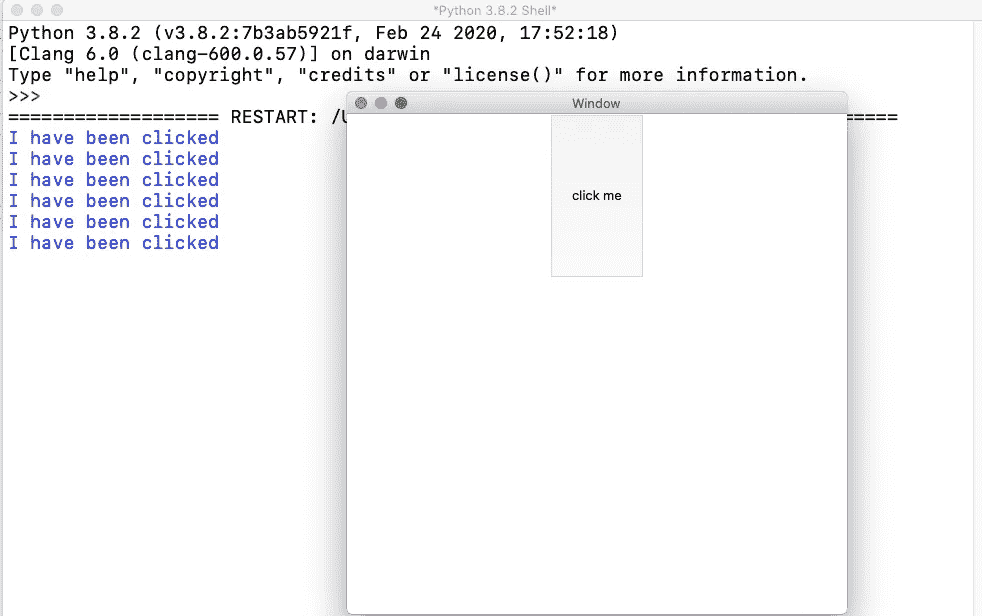 *Python 3.8.2 Shell*
Python 3.8.2 (v3.8.2:7b3ab5921f, Feb 24 2020, 17:52:18)
[Clang 6.0 (clang-600.0.57)] on darwin
Type "help", "copyright", "credits" or "license()" for more information.
>>>
=================== RESTART: /U =====
I have been clicked
I have been clicked
I have been clicked
I have been clicked
I have been clicked
I have been clicked
Window
click me